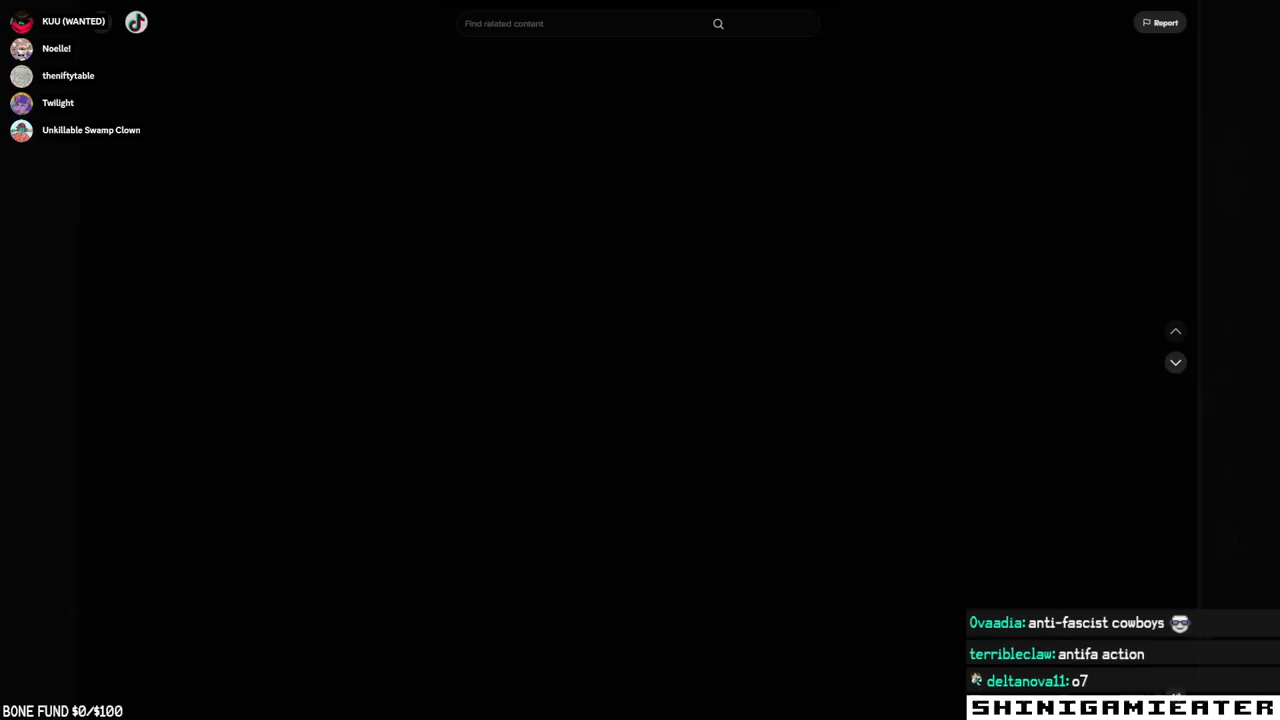 KUU (WANTED)
Find related content
Report
Noelle!
theniftytable
Twilight
Unkillable Swamp Clown
0vaadia: anti-fascist cowboys
terribleclaw: antifa action
deltanova11: o7
BONE FUND $0/$100
SHINIGAMIEATER